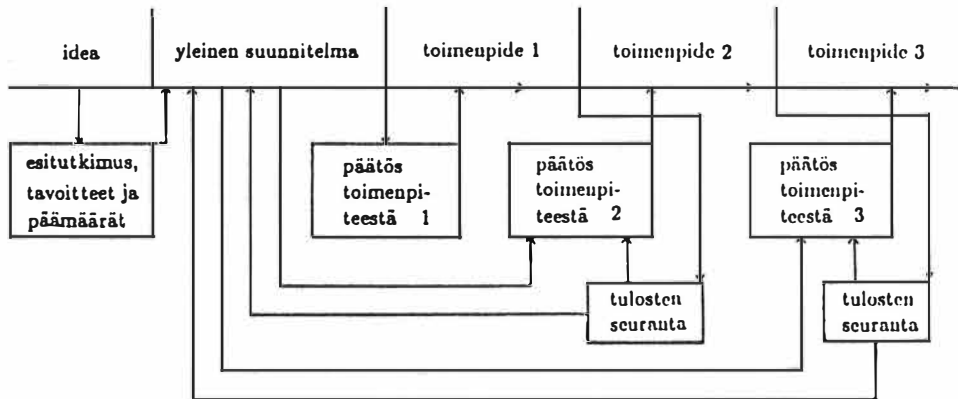 idea
yleinen suunnitelma
toimenpide 1
toimenpide 2
toimenpide 3
esitutkimus,
tavoitteet ja
päämäärät
päätös
toimenpi-
teestä 1
päätös
toimenpi-
teestä 2
päätös
toimenpi-
teestä 3
tulosten
seuranta
tulosten
seuranta